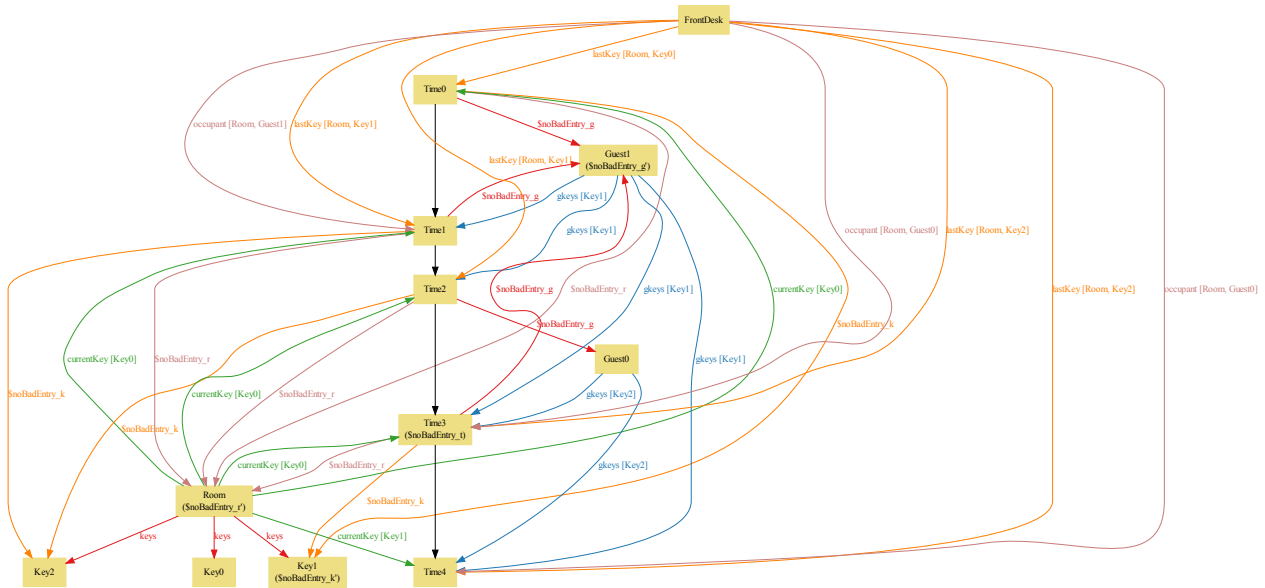 FrontDesk
lastKey [Room, Key0]
Time0
occupant [Room, Guest1]
lastKey [Room, Key1]
$noBadEntry_g
Guest1
($noBadEntry_g')
lastKey [Room, Key1]
$noBadEntry_g
gkeys [Key1]
Time1
gkeys [Key1]
occupant [Room, Guest0]
lastKey [Room, Key2]
Time2
$noBadEntry_g
$noBadEntry_r
gkeys [Key1]
currentKey [Key0]
lastKey [Room, Key2]
occupant [Room, Guest0]
$noBadEntry_g
$noBadEntry_k
currentKey [Key0]
$noBadEntry_r
Guest0
gkeys [Key1]
$noBadEntry_k
currentKey [Key0]
$noBadEntry_r
gkeys [Key2]
$noBadEntry_k
Time3
($noBadEntry_t)
currentKey [Key0]
$noBadEntry_r
gkeys [Key2]
Room
($noBadEntry_r')
$noBadEntry_k
keys
keys
keys
currentKey [Key1]
Key2
Key0
Key1
($noBadEntry_k')
Time4